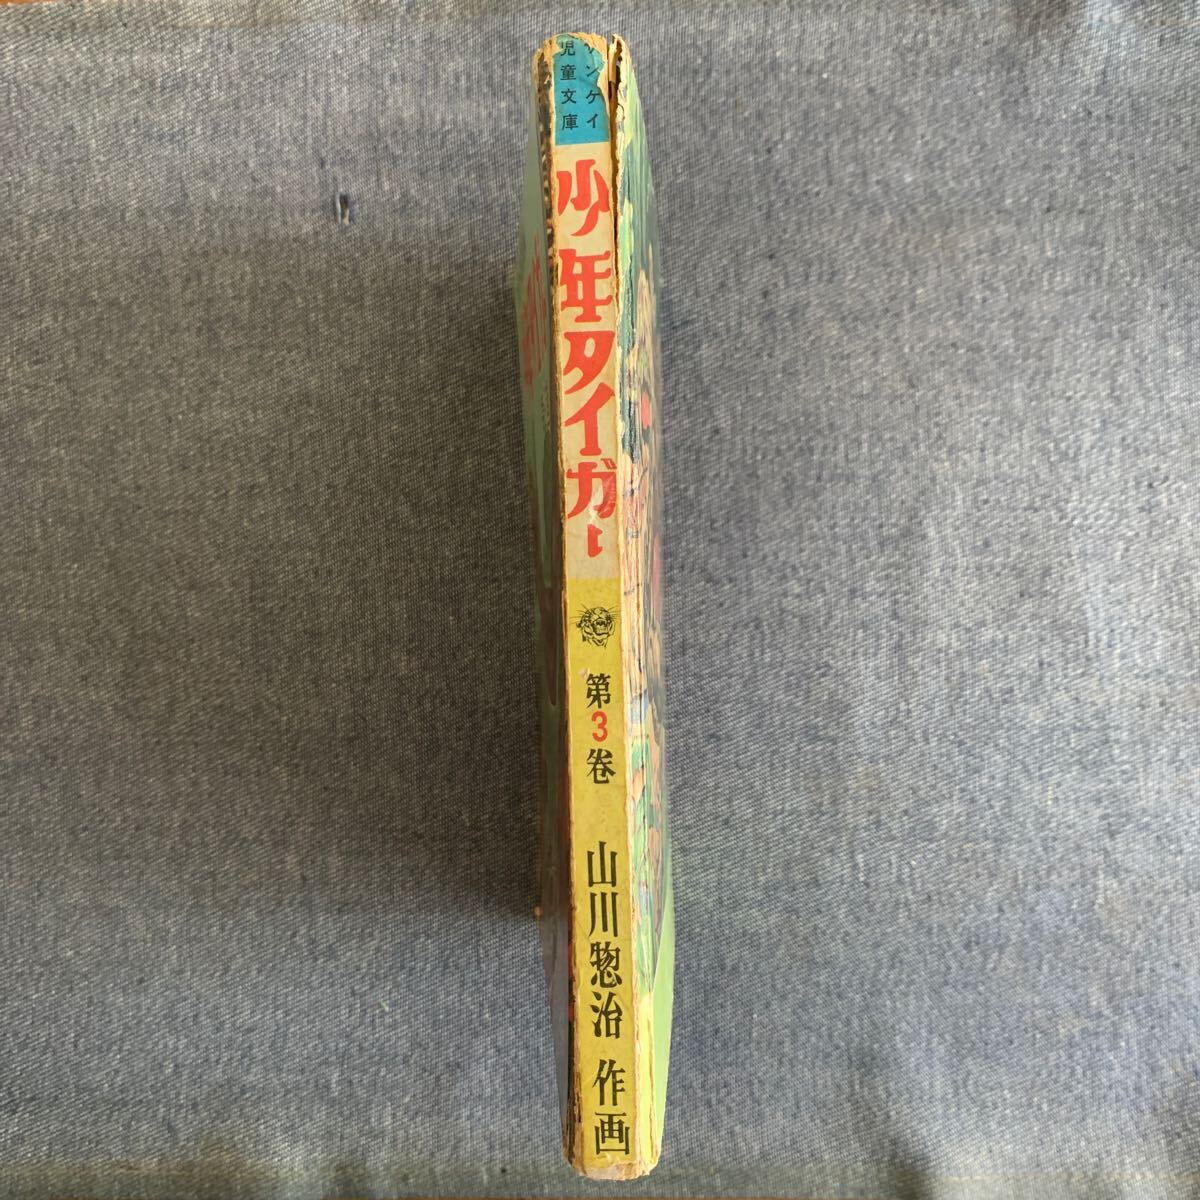 サンケイ
児童文庫
少年タイガー
第3巻
山川惣治 作画